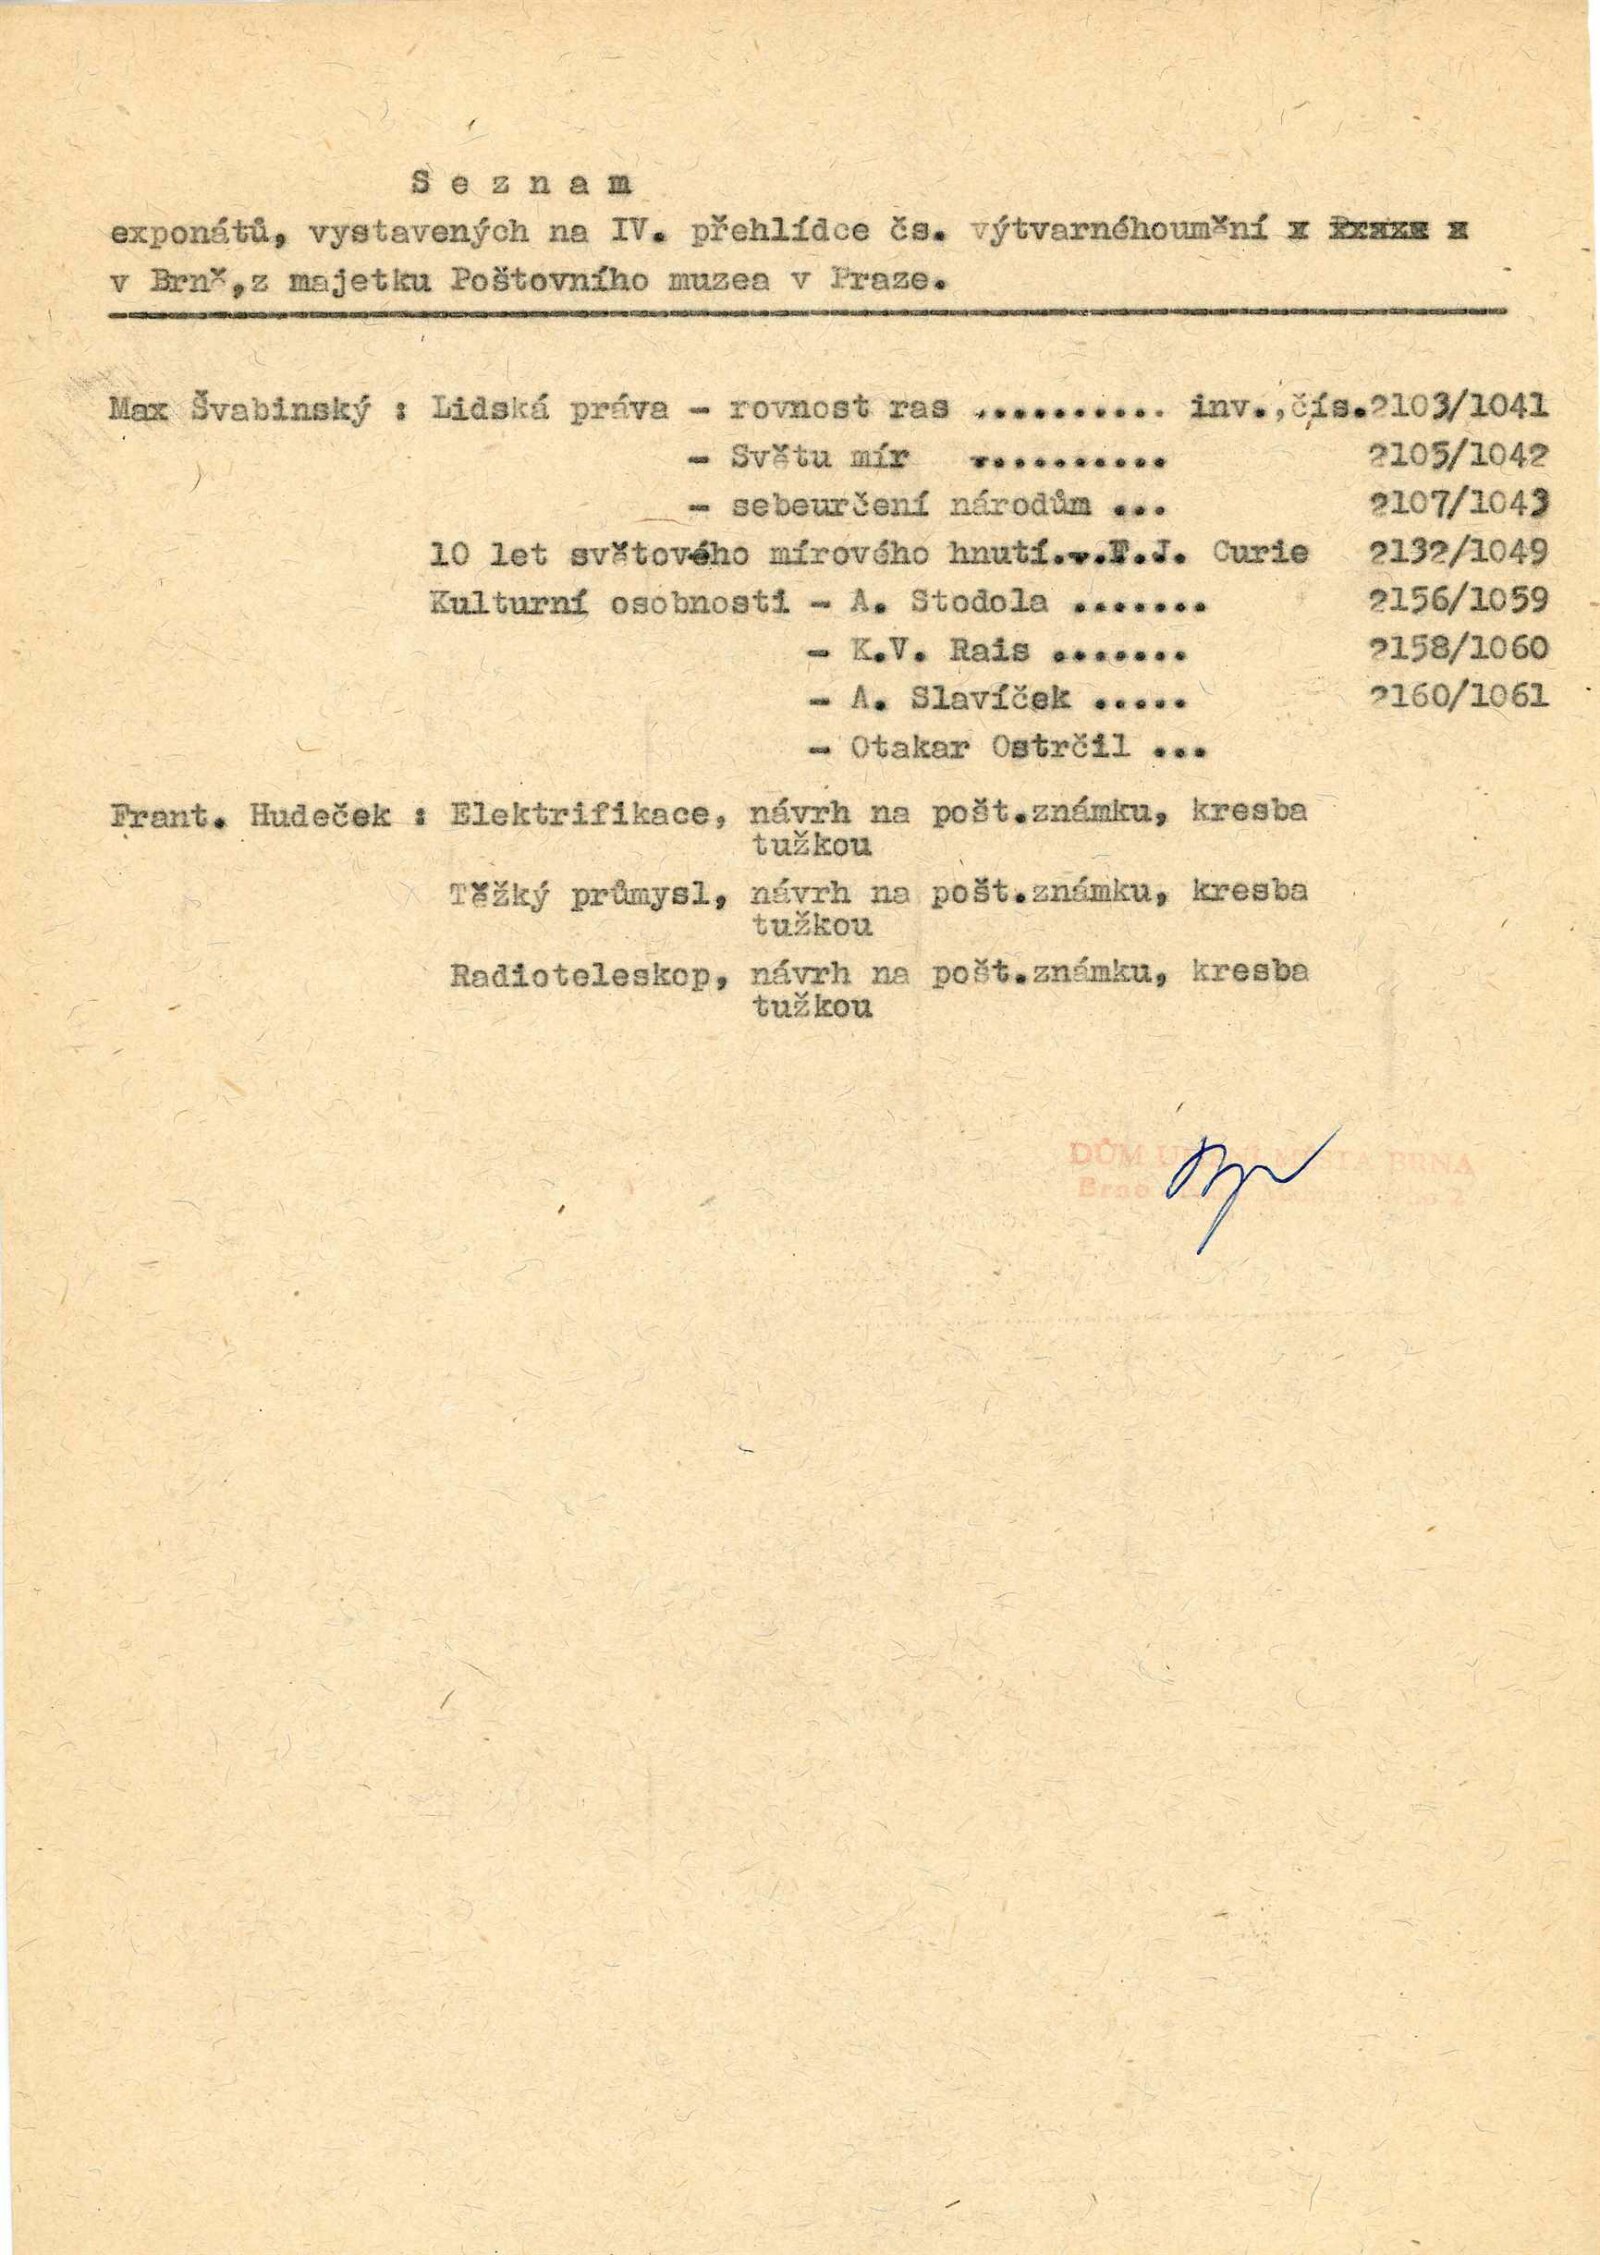 S e z n a m
exponátů, vystavených na IV. přehlídce čs. výtvarnéhoumění
v Brně,z majetku Poštovního muzea v Praze.
Max Švabinský : Lidská práva - rovnost ras .......... inv.,čís.2103/1041
- Světu mír .......... 2105/1042
- sebeurčení národům ... 2107/1043
10 let světového mírového hnutí...F.J. Curie 2132/1049
Kulturní osobnosti - A. Stodola ....... 2156/1059
- K.V. Rais ....... 2158/1060
- A. Slavíček ..... 2160/1061
- Otakar Ostrčil ...
Frant. Hudeček : Elektrifikace, návrh na pošt.známku, kresba
tužkou
Těžký průmysl, návrh na pošt.známku, kresba
tužkou
Radioteleskop, návrh na pošt.známku, kresba
tužkou
DŮM BRNA